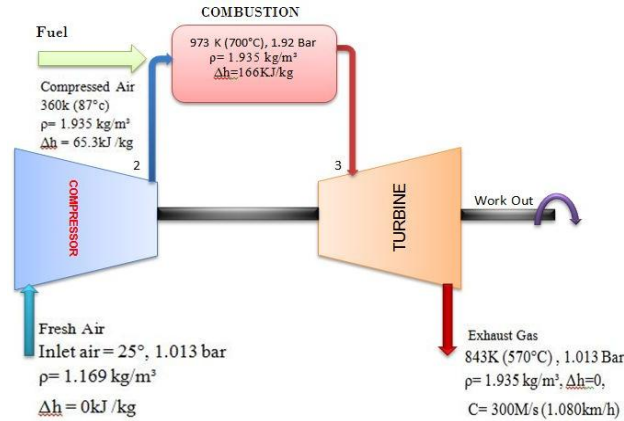 COMBUSTION
Fuel
973 K (700°C), 1.92 Bar
ρ= 1.935 kg/m³
Δh=166KJ/kg
Compressed Air
360k (87°c)
ρ= 1.935 kg/m³
Δh = 65.3kJ /kg
2
3
COMPRESSOR
TURBINE
Work Out
Fresh Air
Inlet air = 25°, 1.013 bar
ρ= 1.169 kg/m³
Δh = 0kJ /kg
Exhaust Gas
843K (570°C) , 1.013 Bar
ρ= 1.935 kg/m³, Δh=0,
C= 300M/s (1.080km/h)